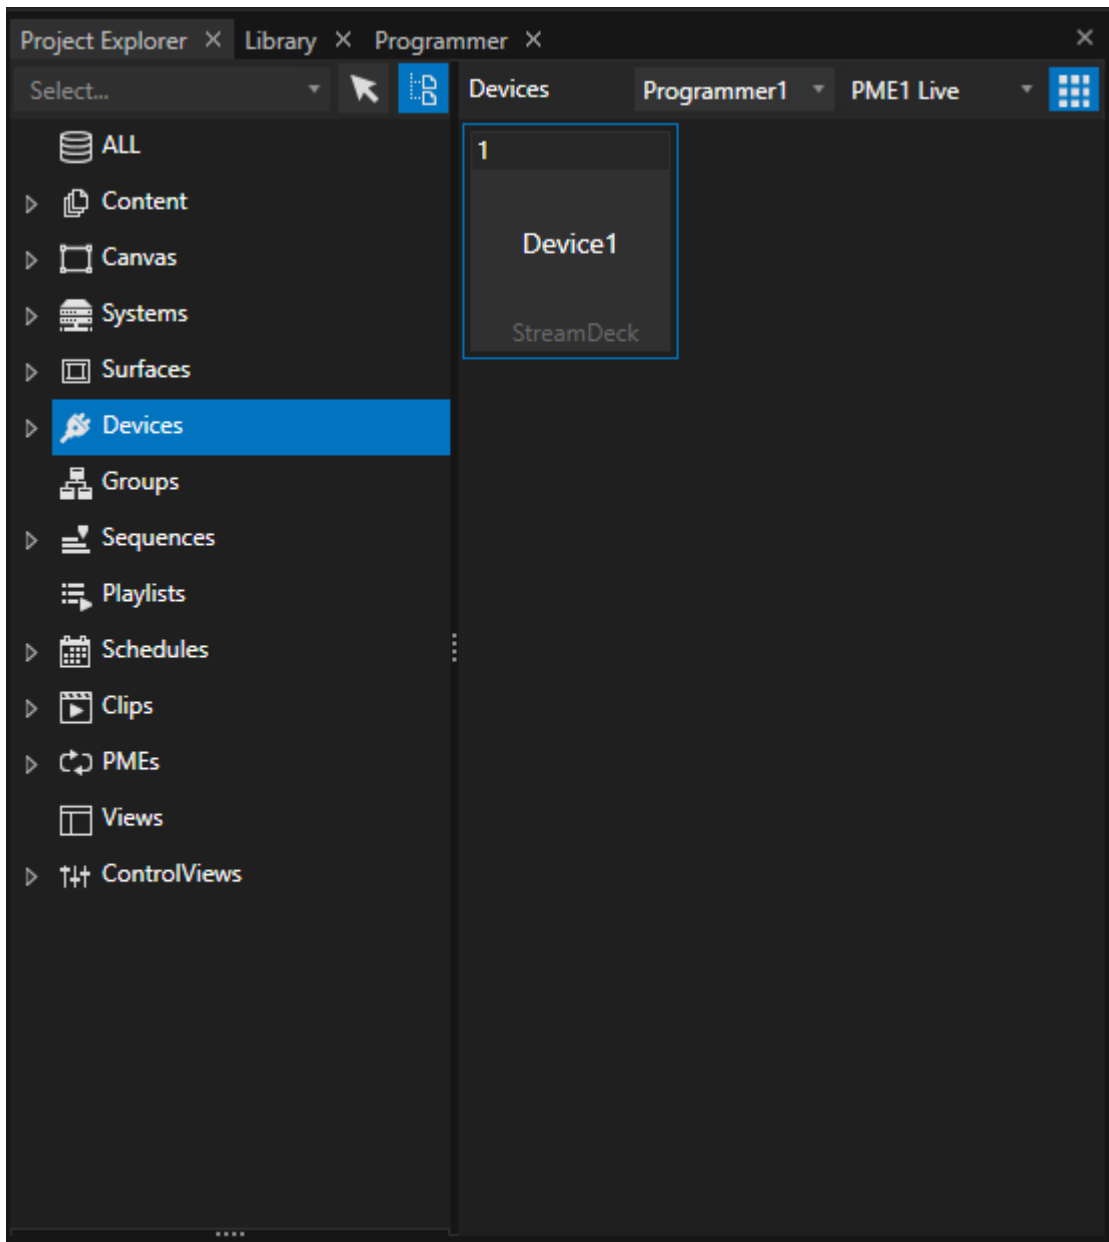 Project Explorer Library Programmer
Select...
Devices Programmer1 PME1 Live
ALL
Content
Canvas
Systems
Surfaces
Devices
Groups
Sequences
Playlists
Schedules
Clips
PMEs
Views
ControlViews
1
Device1
StreamDeck